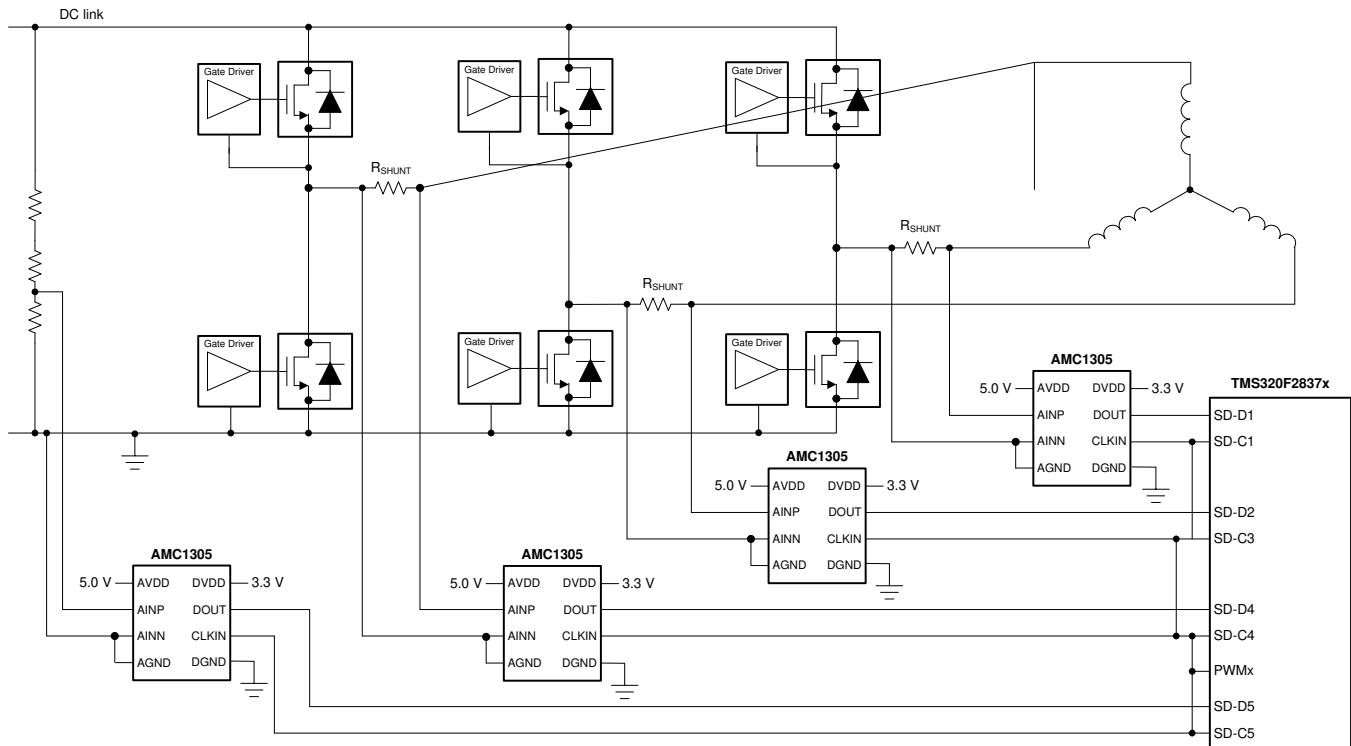 DC link
Gate Driver
Gate Driver
Gate Driver
RSHUNT
RSHUNT
RSHUNT
Gate Driver
Gate Driver
Gate Driver
AMC1305
5.0 V
AVDD
DVDD
3.3 V
AINP
DOUT
AINN
CLKIN
AGND
DGND
TMS320F2837x
SD-D1
SD-C1
SD-D2
SD-C3
SD-D4
SD-C4
PWMx
SD-D5
SD-C5
AMC1305
5.0 V
AVDD
DVDD
3.3 V
AINP
DOUT
AINN
CLKIN
AGND
DGND
AMC1305
5.0 V
AVDD
DVDD
3.3 V
AINP
DOUT
AINN
CLKIN
AGND
DGND
AMC1305
5.0 V
AVDD
DVDD
3.3 V
AINP
DOUT
AINN
CLKIN
AGND
DGND